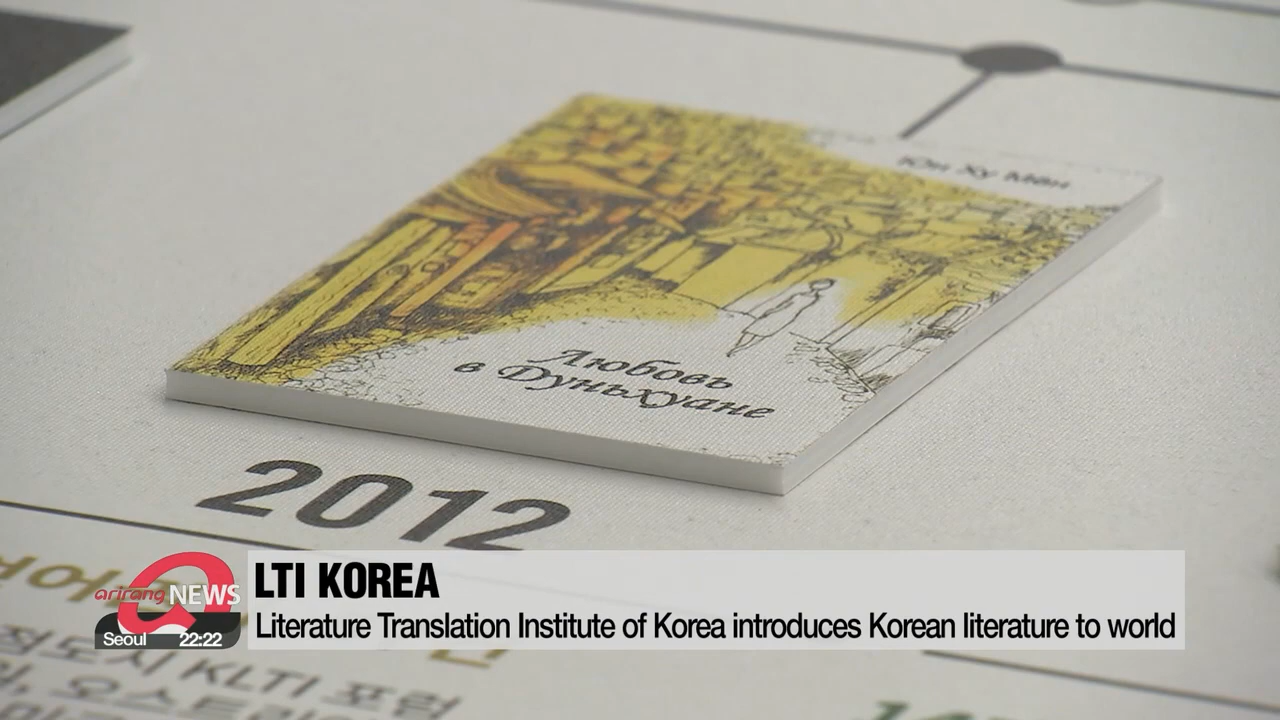 Юн Ху Мён
Любовь
в Дуньхуане
2012
LTI KOREA
arirang NEWS
Literature Translation Institute of Korea introduces Korean literature to world
Seoul 22:22
KLTI 포럼